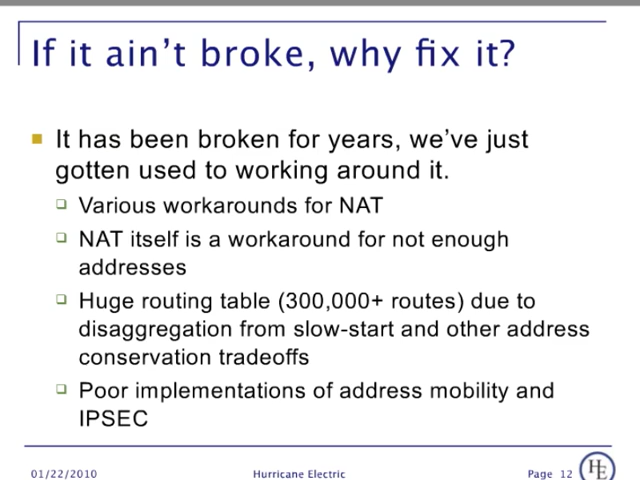 If it ain't broke, why fix it?
It has been broken for years, we've just
gotten used to working around it.
Various workarounds for NAT
NAT itself is a workaround for not enough
addresses
Huge routing table (300,000+ routes) due to
disaggregation from slow-start and other address
conservation tradeoffs
Poor implementations of address mobility and
IPSEC
01/22/2010 Hurricane Electric Page 12 HE